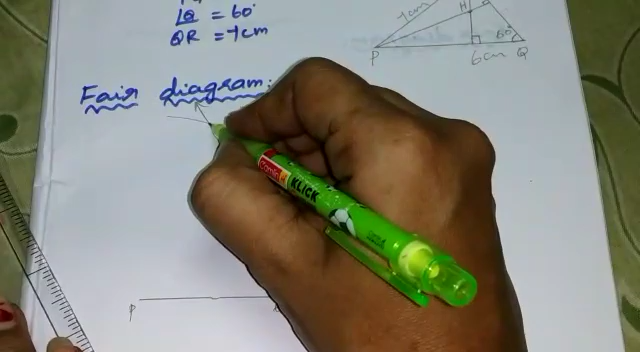 ∠Q = 60°
QR = 7cm
7cm
H
60°
P
6cm Q
Fair diagram:
Camlin
KLICK
P